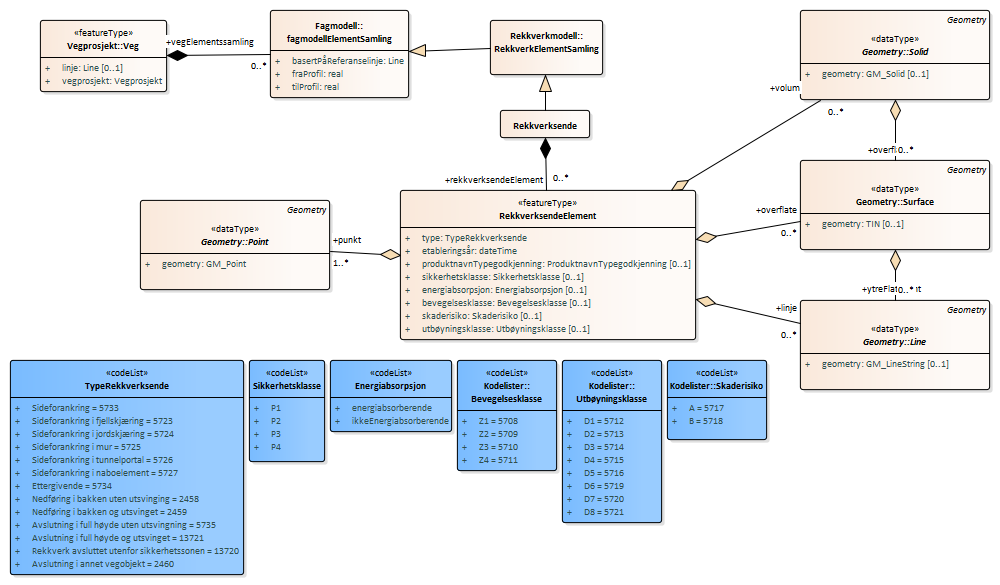 «featureType»
Vegprosjekt::Veg
+ linje: Line [0..1]
+ vegprosjekt: Vegprosjekt
+vegElementssamling
0..*
Fagmodell::
fagmodellElementSamling
+ basertPåReferanselinje: Line
+ fraProfil: real
+ tilProfil: real
Rekkverkmodell::
RekkverkElementSamling
Rekkverksende
+rekkverksendeElement
0..*
Geometry
«dataType»
Geometry::Solid
+ geometry: GM_Solid [0..1]
+volum
0..*
+overfl
0..*
Geometry
«dataType»
Geometry::Surface
+ geometry: TIN [0..1]
+overflate
0..*
Geometry
«dataType»
Geometry::Point
+ geometry: GM_Point
+punkt
1..*
«featureType»
RekkverksendeElement
+ type: TypeRekkverksende
+ etableringsår: dateTime
+ produktnavnTypegodkjenning: ProduktnavnTypegodkjenning [0..1]
+ sikkerhetsklasse: Sikkerhetsklasse [0..1]
+ energiabsorpsjon: Energiabsorpsjon [0..1]
+ bevegelsesklasse: Bevegelsesklasse [0..1]
+ skaderisiko: Skaderisiko [0..1]
+ utbøyningsklasse: Utbøyningsklasse [0..1]
+ytreFlat
0..*
+linje
0..*
Geometry
«dataType»
Geometry::Line
+ geometry: GM_LineString [0..1]
«codeList»
TypeRekkverksende
+ Sideforankring = 5733
+ Sideforankring i fjellskjæring = 5723
+ Sideforankring i jordskjæring = 5724
+ Sideforankring i mur = 5725
+ Sideforankring i tunnelportal = 5726
+ Sideforankring i naboelement = 5727
+ Ettergivende = 5734
+ Nedføring i bakken uten utsvinging = 2458
+ Nedføring i bakken og utsvinget = 2459
+ Avslutning i full høyde uten utsvingning = 5735
+ Avslutning i full høyde og utsvinget = 13721
+ Rekkverk avsluttet utenfor sikkerhetssonen = 13720
+ Avslutning i annet vegobjekt = 2460
«codeList»
Sikkerhetsklasse
+ P1
+ P2
+ P3
+ P4
«codeList»
Energiabsorpsjon
+ energiabsorberende
+ ikkeEnergiabsorberende
«codeList»
Kodelister::
Bevegelsesklasse
+ Z1 = 5708
+ Z2 = 5709
+ Z3 = 5710
+ Z4 = 5711
«codeList»
Kodelister::
Utbøyningsklasse
+ D1 = 5712
+ D2 = 5713
+ D3 = 5714
+ D4 = 5715
+ D5 = 5716
+ D6 = 5719
+ D7 = 5720
+ D8 = 5721
«codeList»
Kodelister::Skaderisiko
+ A = 5717
+ B = 5718